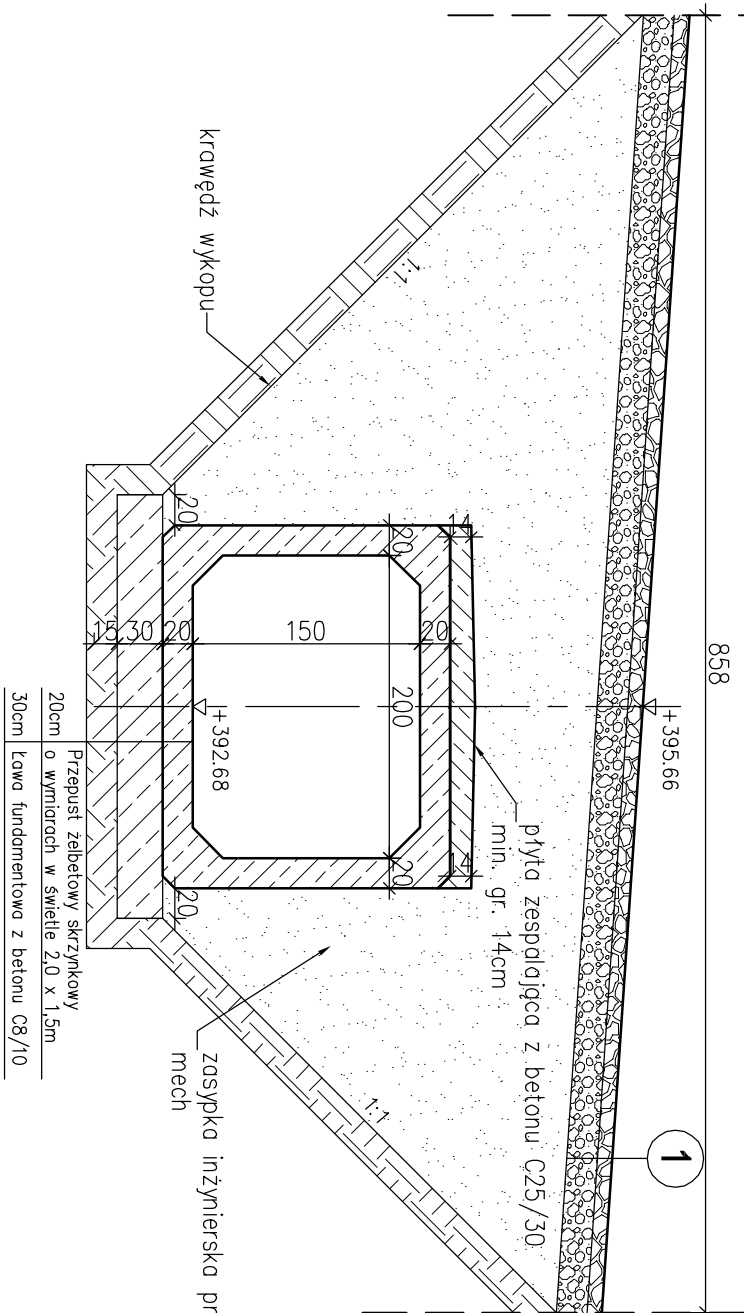 858
+395.66
1
płyta zespalająca z betonu C25/30
min. gr. 14cm
krawędź wykopu
1:1
1:1
14
14
20
20
20
20
200
15
30
20
150
20
+392.68
zasypka inżynierska pr
mech
Przepust żelbetowy skrzynkowy
20cm o wymiarach w świetle 2,0 x 1,5m
30cm Ława fundamentowa z betonu C8/10